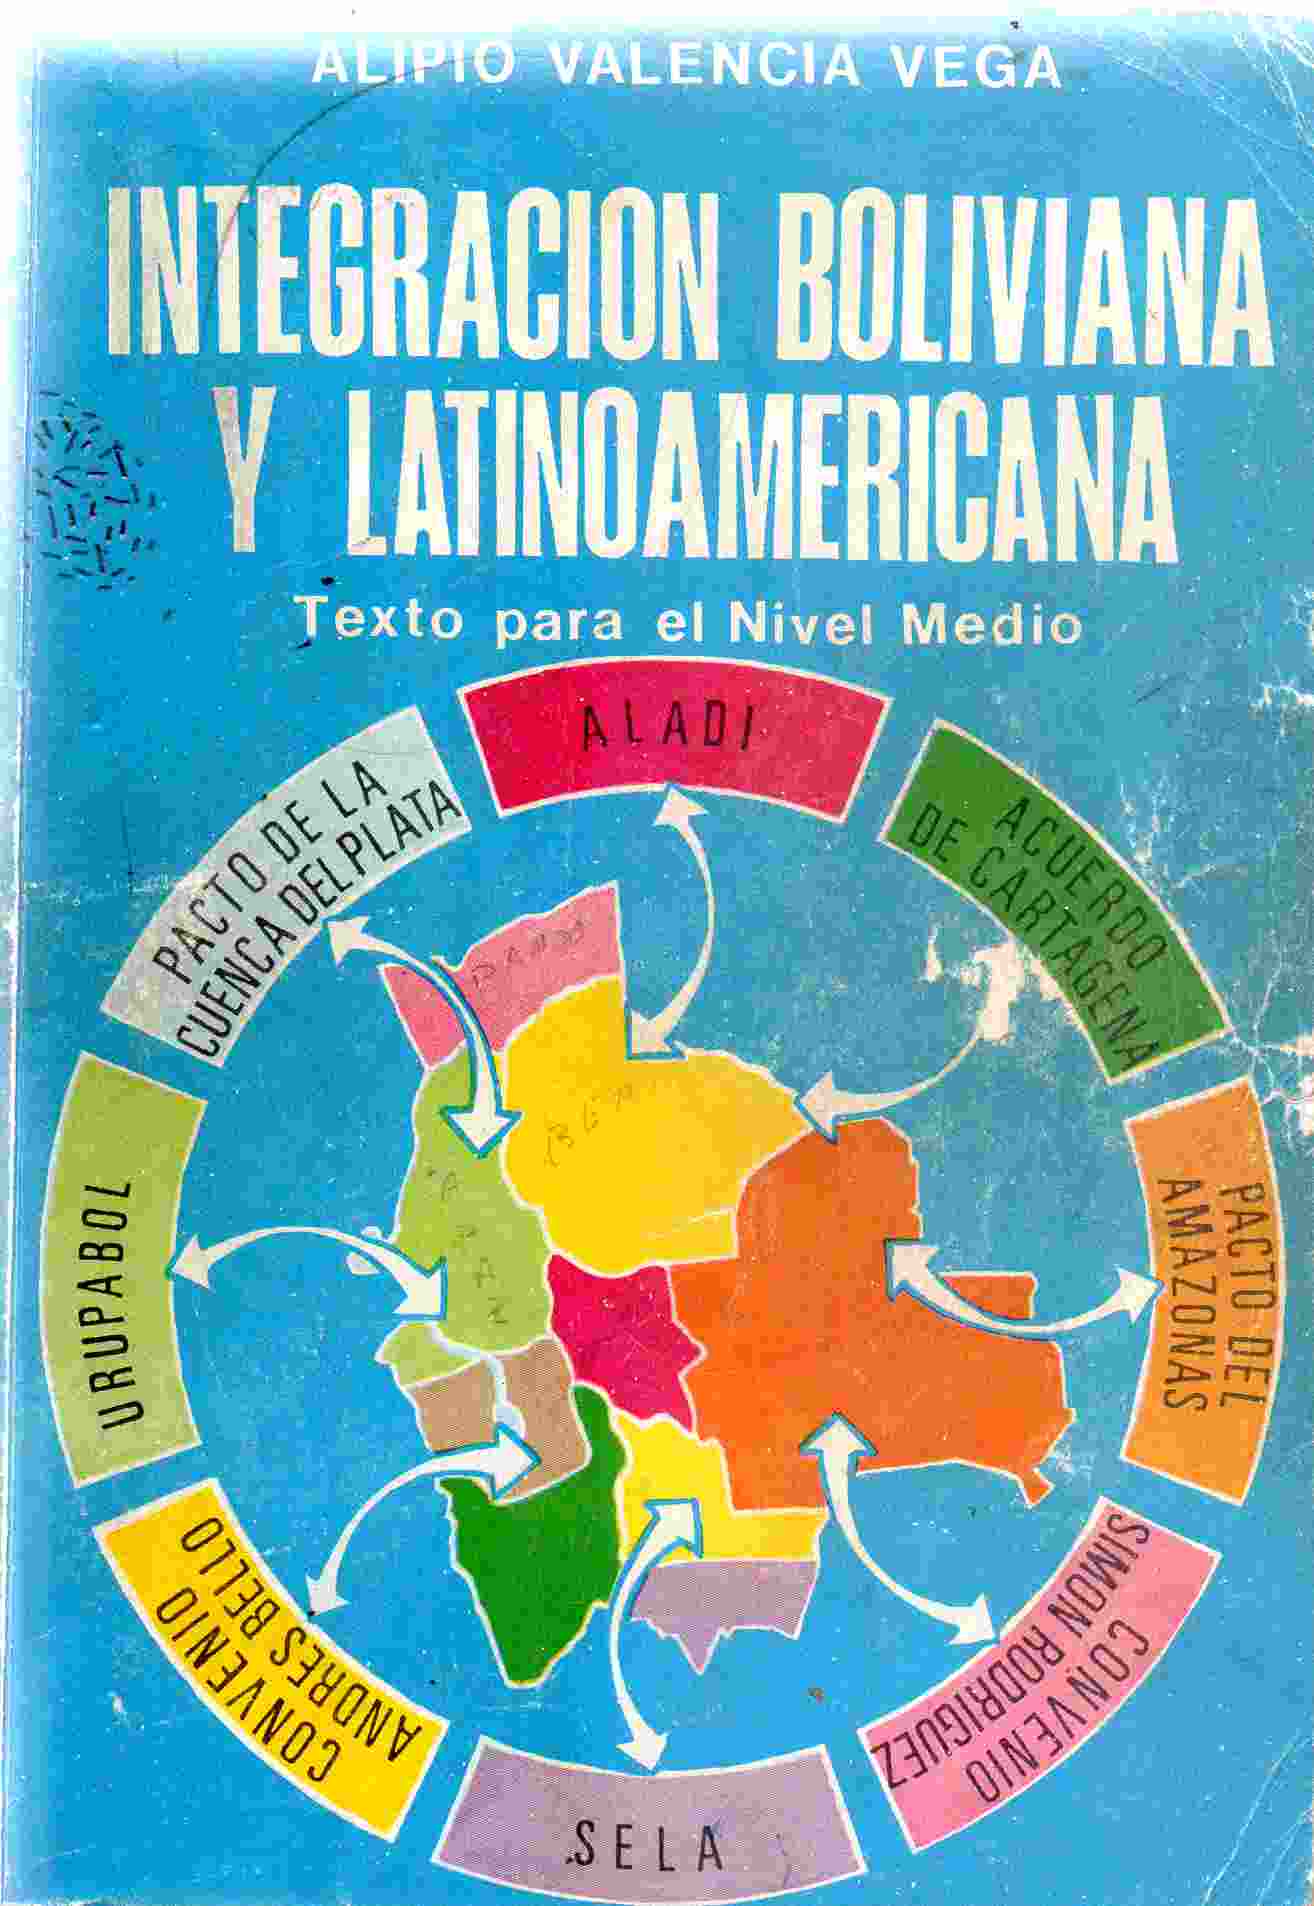 ALIPIO VALENCIA VEGA
INTEGRACION BOLIVIANA
Y LATINOAMERICANA
Texto para el Nivel Medio
ALADI
ACUERDO
DE CARTAGENA
PACTO DEL
AMAZONAS
CONVENIO
SIMON RODRIGUEZ
SELA
CONVENIO
ANDRES BELLO
URUPABOL
PACTO DE LA
CUENCA DEL PLATA